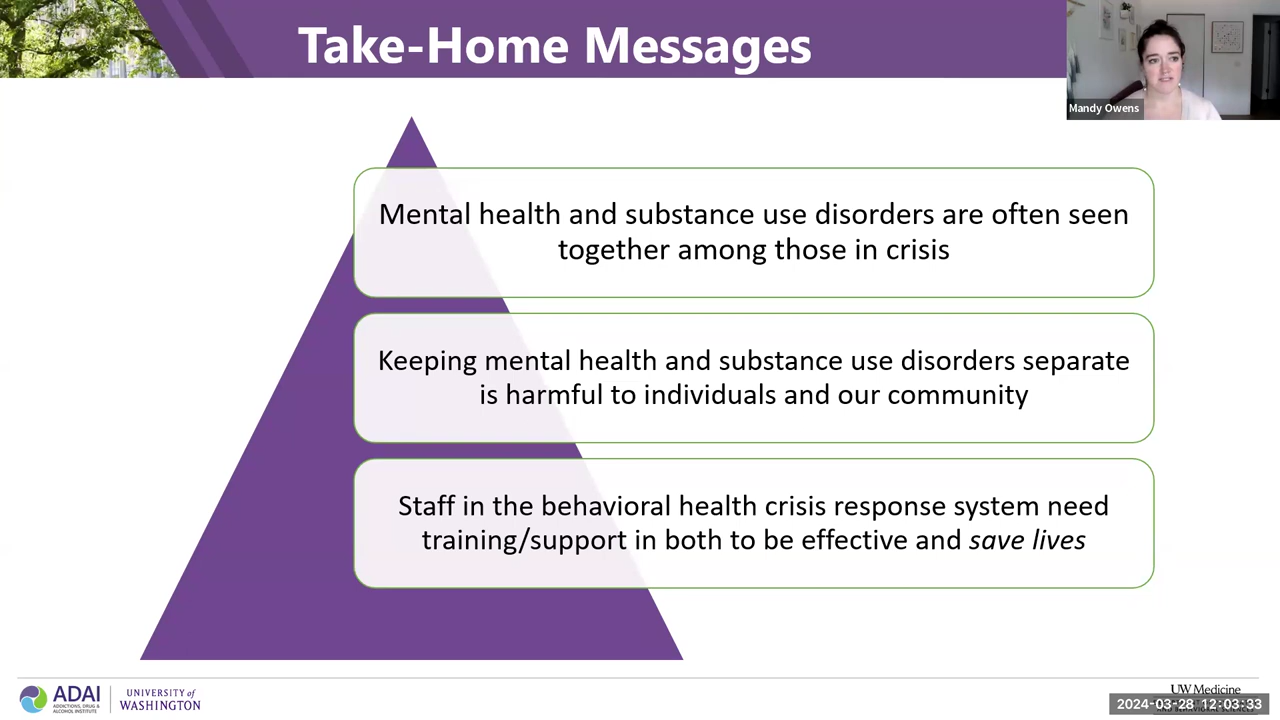 Take-Home Messages
Mandy Owens
Mental health and substance use disorders are often seen
together among those in crisis
Keeping mental health and substance use disorders separate
is harmful to individuals and our community
Staff in the behavioral health crisis response system need
training/support in both to be effective and save lives
ADAI
ADDICTIONS, DRUG &
ALCOHOL INSTITUTE
UNIVERSITY of
WASHINGTON
UW Medicine
2024-03-28 12:03:33